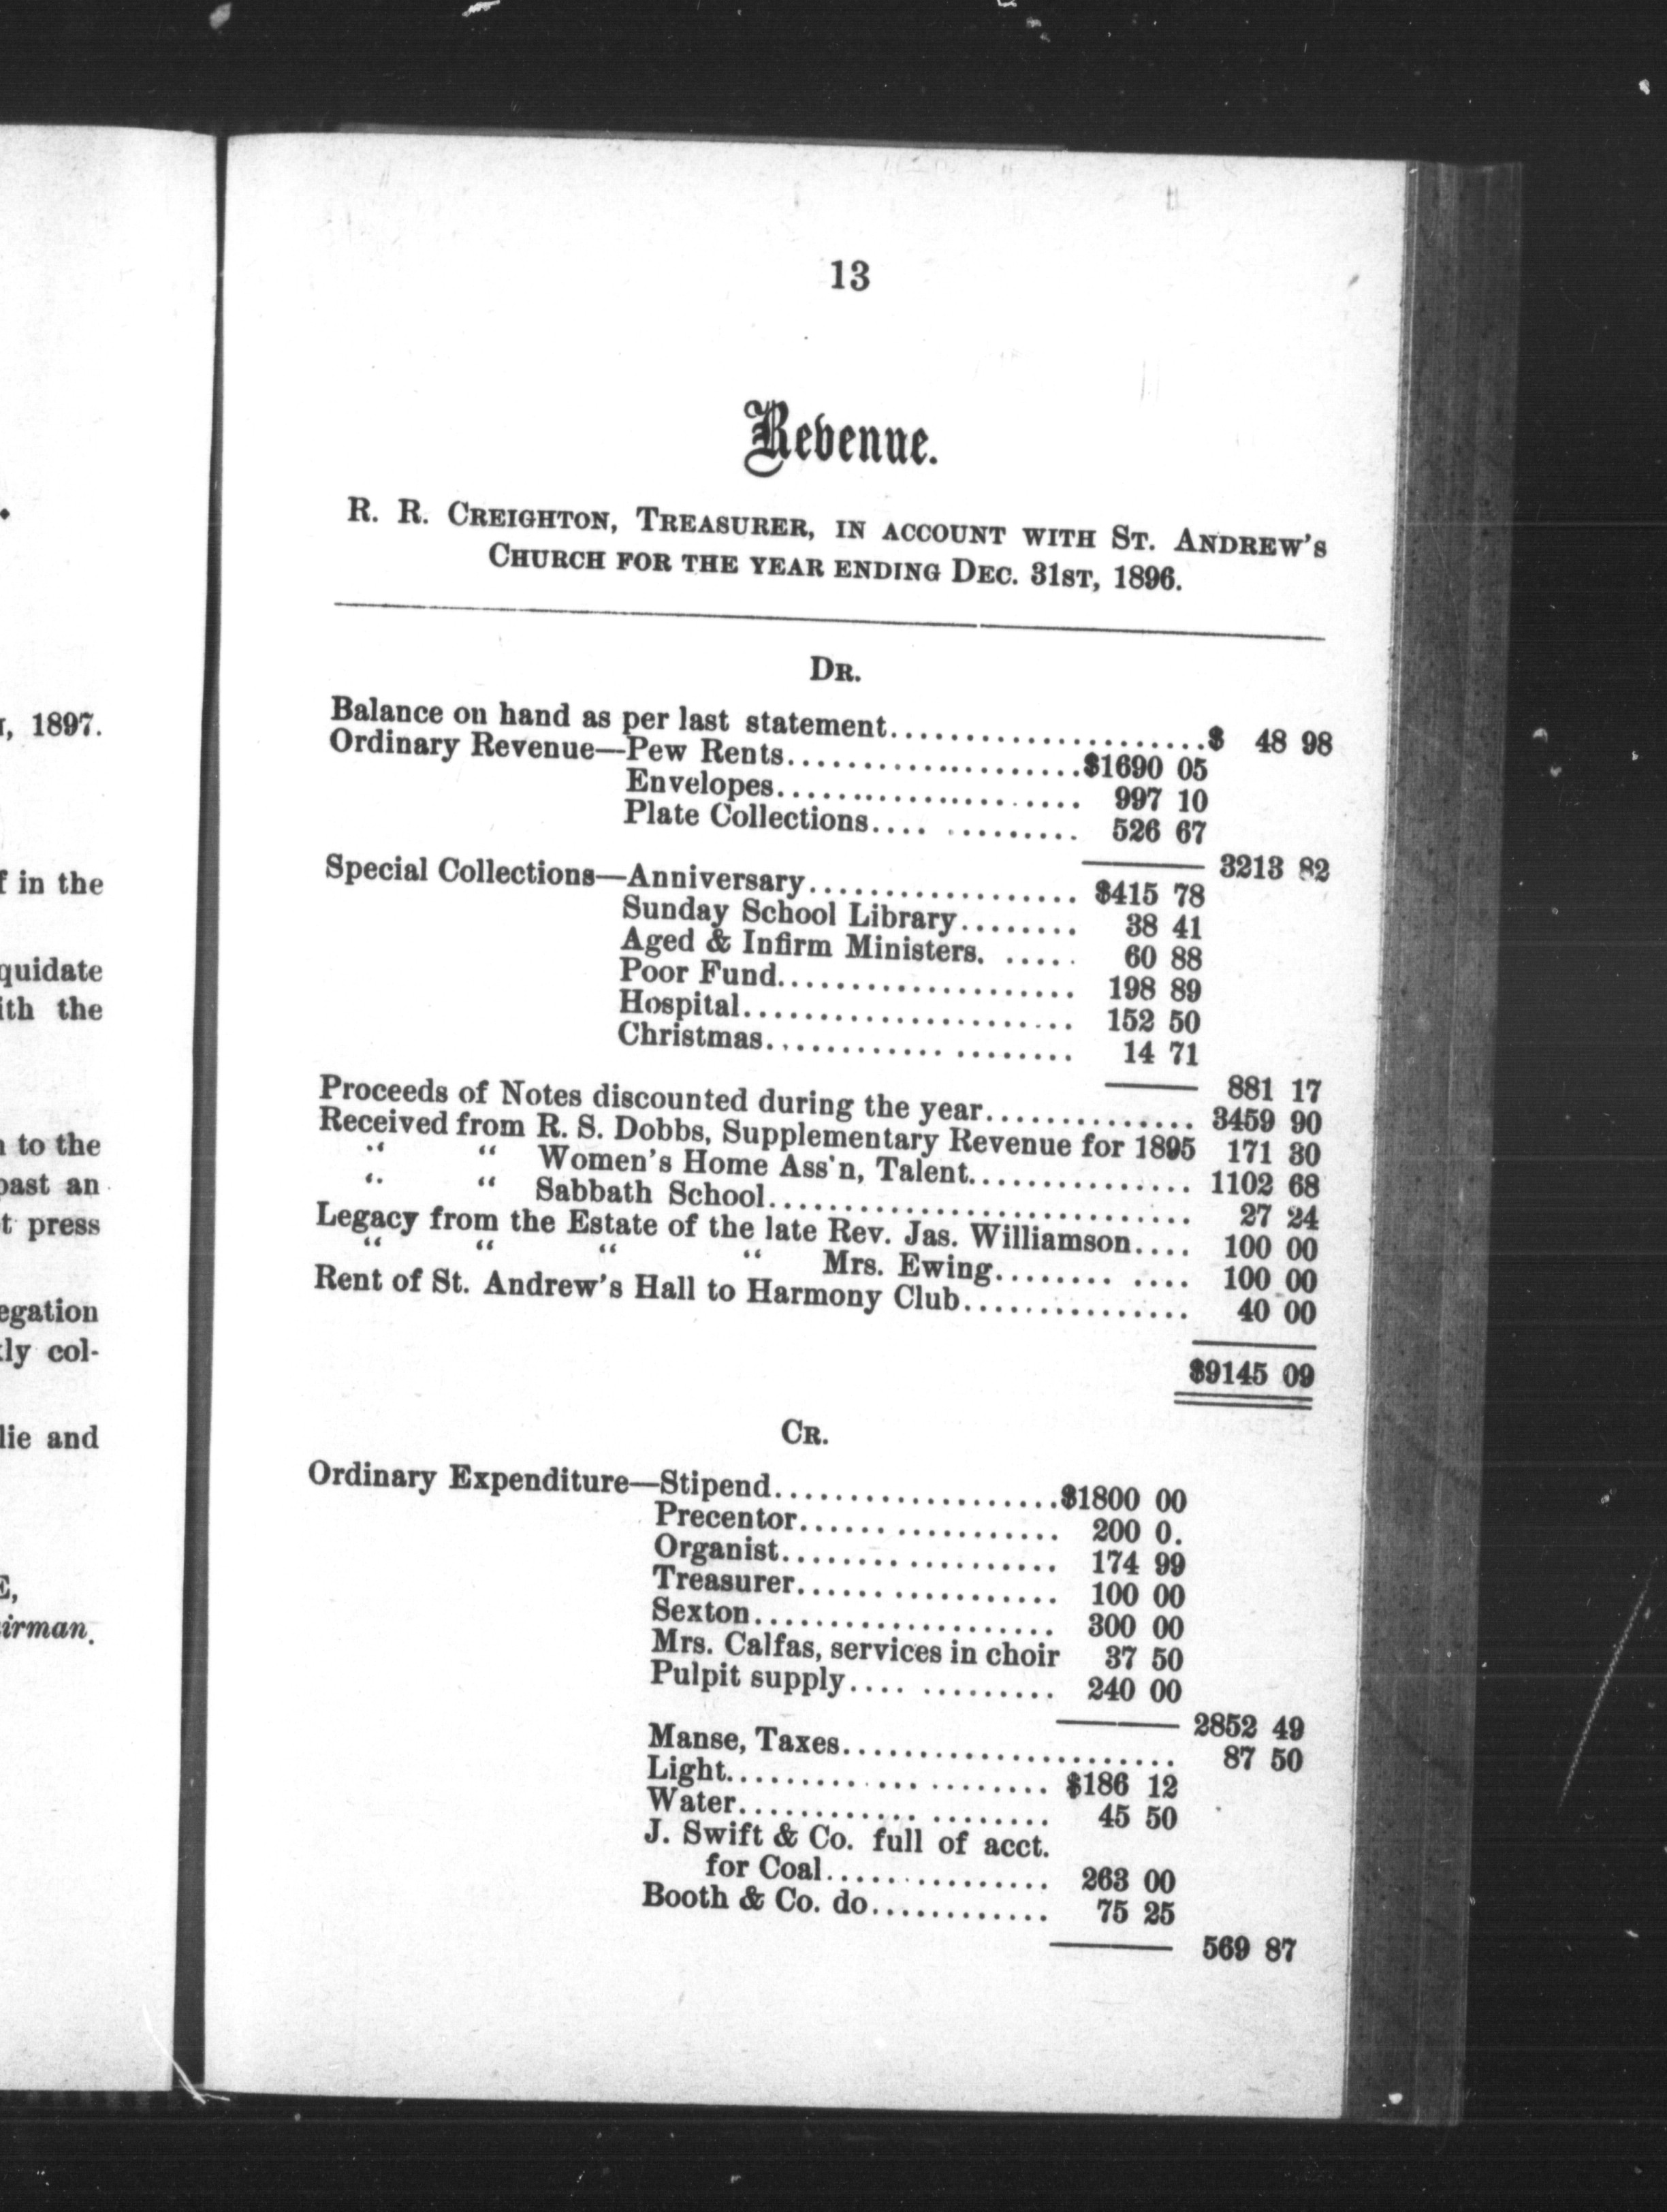 13
Revenue.
R. R. CREIGHTON, TREASURER, IN ACCOUNT WITH ST. ANDREW'S
CHURCH FOR THE YEAR ENDING DEC. 31ST, 1896.
DR.
Balance on hand as per last statement.....................$ 48 98
Ordinary Revenue—Pew Rents....................$1690 05
Envelopes.................... 997 10
Plate Collections.... ......... 526 67
3213 82
Special Collections—Anniversary.................. $415 78
Sunday School Library........ 38 41
Aged & Infirm Ministers. ..... 60 88
Poor Fund.................... 198 89
Hospital...................... 152 50
Christmas............ ........ 14 71
881 17
Proceeds of Notes discounted during the year.............. 3459 90
Received from R. S. Dobbs, Supplementary Revenue for 1895 171 30
“ “ Women's Home Ass'n, Talent............... 1102 68
“ “ Sabbath School............................ 27 24
Legacy from the Estate of the late Rev. Jas. Williamson.... 100 00
“ “ “ “ Mrs. Ewing........ .... 100 00
Rent of St. Andrew's Hall to Harmony Club............... 40 00
$9145 09
CR.
Ordinary Expenditure—Stipend...................$1800 00
Precentor...... ........... 200 0.
Organist.................. 174 99
Treasurer...... ........... 100 00
Sexton.................... 300 00
Mrs. Calfas, services in choir 37 50
Pulpit supply.... ......... 240 00
2852 49
Manse, Taxes...................... 87 50
Light......... ... ........ $186 12
Water............ ........ 45 50
J. Swift & Co. full of acct.
for Coal............... 263 00
Booth & Co. do............ 75 25
569 87
, 1897.
f in the
quidate
ith the
to the
past an
t press
egation
kly col-
lie and
E,
irman.